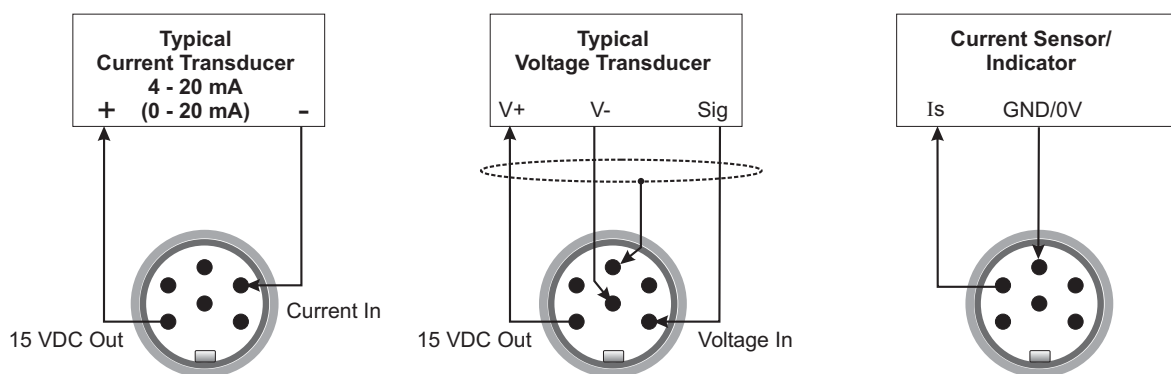 Typical
Current Transducer
4 - 20 mA
+ (0 - 20 mA) -
Current In
15 VDC Out
Typical
Voltage Transducer
V+ V- Sig
15 VDC Out
Voltage In
Current Sensor/
Indicator
Is GND/0V